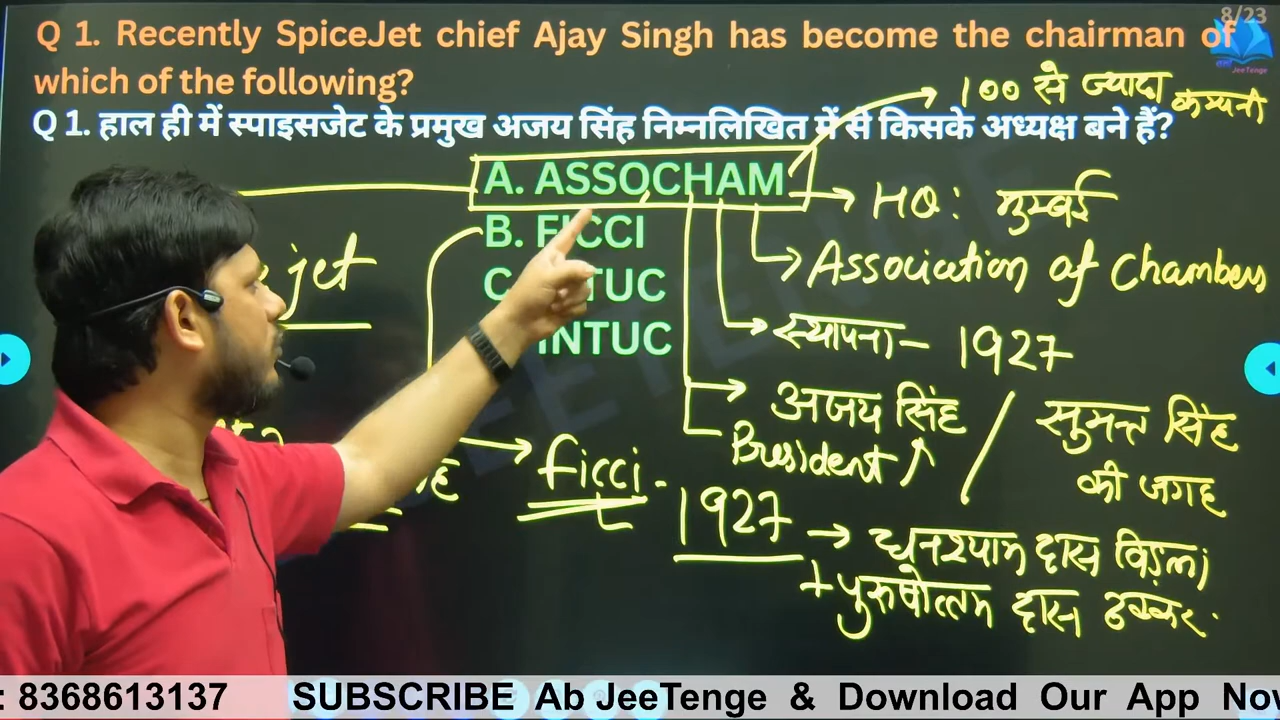 8/23
Q 1. Recently SpiceJet chief Ajay Singh has become the chairman of
which of the following?
JeeTenge
100 से ज्यादा कम्पनी
Q 1. हाल ही में स्पाइसजेट के प्रमुख अजय सिंह निम्नलिखित में से किसके अध्यक्ष बने हैं?
A. ASSOCHAM
HQ: मुम्बई
B. FICCI
jet
Association of Chambers
C. TUC
INTUC
स्थापना - 1927
अजय सिंह / सुमन्त सिंह
President
की जगह
ficci - 1927
घनश्याम दास बिड़ला
+ पुरुषोत्तम दास ठक्कर.
: 8368613137 SUBSCRIBE Ab JeeTenge & Download Our App Now